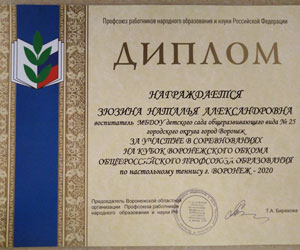 Профсоюз работников народного образования и науки Российской Федерации
ДИПЛОМ
НАГРАЖДАЕТСЯ
ЗЮЗИНА НАТАЛЬЯ АЛЕКСАНДРОВНА
воспитатель МБДОУ детского сада общеразвивающего вида № 25
городского округа город Воронеж
ЗА УЧАСТИЕ В СОРЕВНОВАНИЯХ
НА КУБОК ВОРОНЕЖСКОГО ОБКОМА
ОБЩЕРОССИЙСКОГО ПРОФСОЮЗА ОБРАЗОВАНИЯ
по настольному теннису г. ВОРОНЕЖ - 2020
Председатель Воронежской областной
организации Профсоюза работников
народного образования и науки РФ
Т.А. Бирюкова